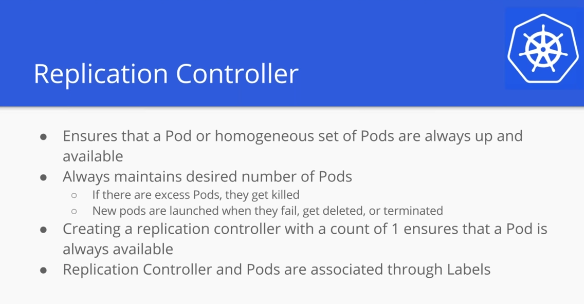 Replication Controller
● Ensures that a Pod or homogeneous set of Pods are always up and
available
● Always maintains desired number of Pods
○ If there are excess Pods, they get killed
○ New pods are launched when they fail, get deleted, or terminated
● Creating a replication controller with a count of 1 ensures that a Pod is
always available
● Replication Controller and Pods are associated through Labels